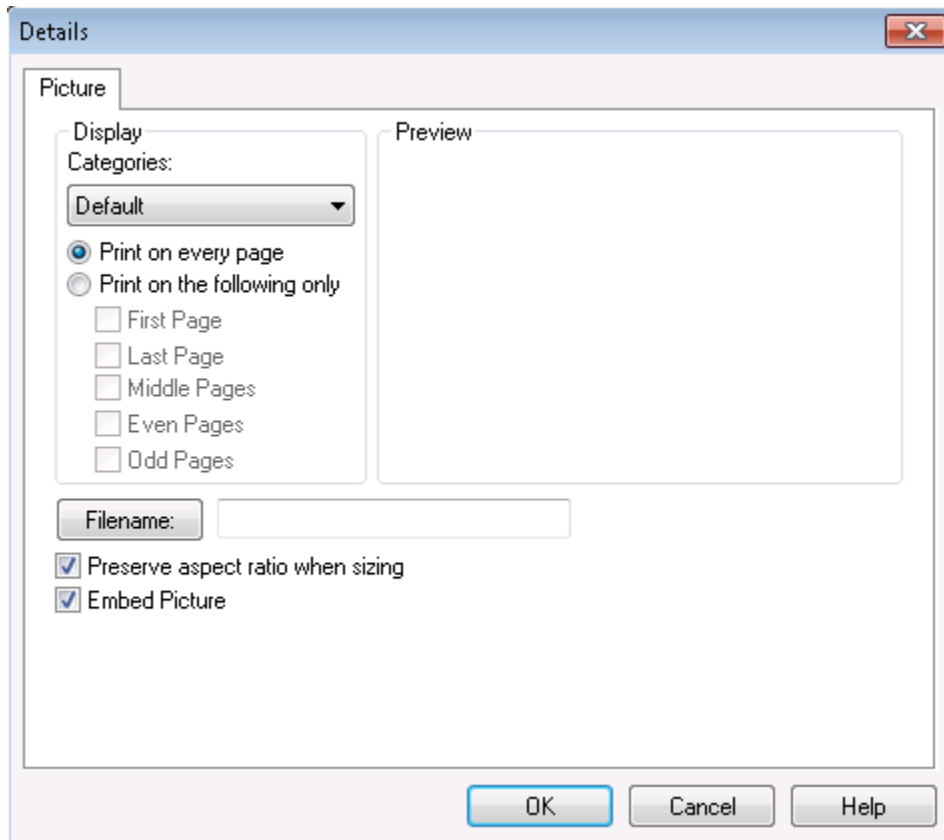 Details
Picture
Display
Categories:
Default
Print on every page
Print on the following only
First Page
Last Page
Middle Pages
Even Pages
Odd Pages
Preview
Filename:
Preserve aspect ratio when sizing
Embed Picture
OK Cancel Help